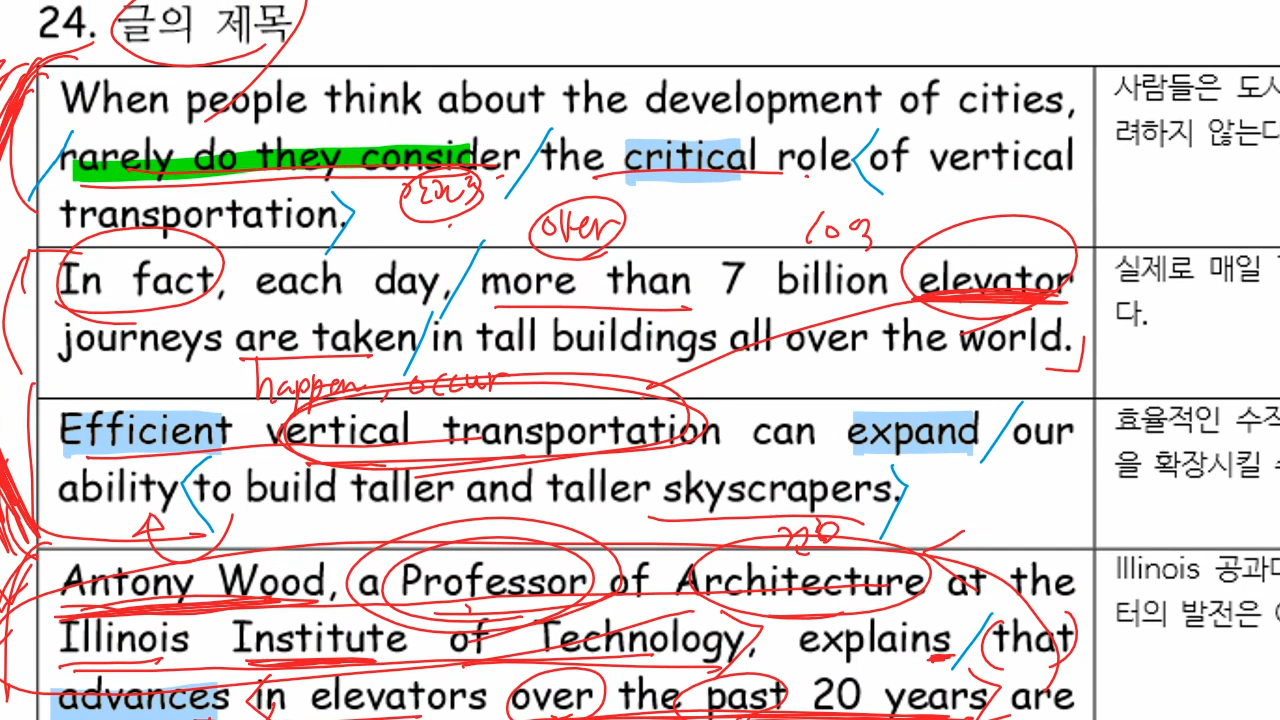 24. 글의 제목
When people think about the development of cities,
rarely do they consider the critical role of vertical
transportation.
over
10억
In fact, each day, more than 7 billion elevator
journeys are taken in tall buildings all over the world.
happen, occur
Efficient vertical transportation can expand our
ability to build taller and taller skyscrapers.
건축
Antony Wood, a Professor of Architecture at the
Illinois Institute of Technology, explains that
advances in elevators over the past 20 years are
사람들은 도시
려하지 않는다
실제로 매일
다.
효율적인 수직
을 확장시킬
Illinois 공과대
터의 발전은